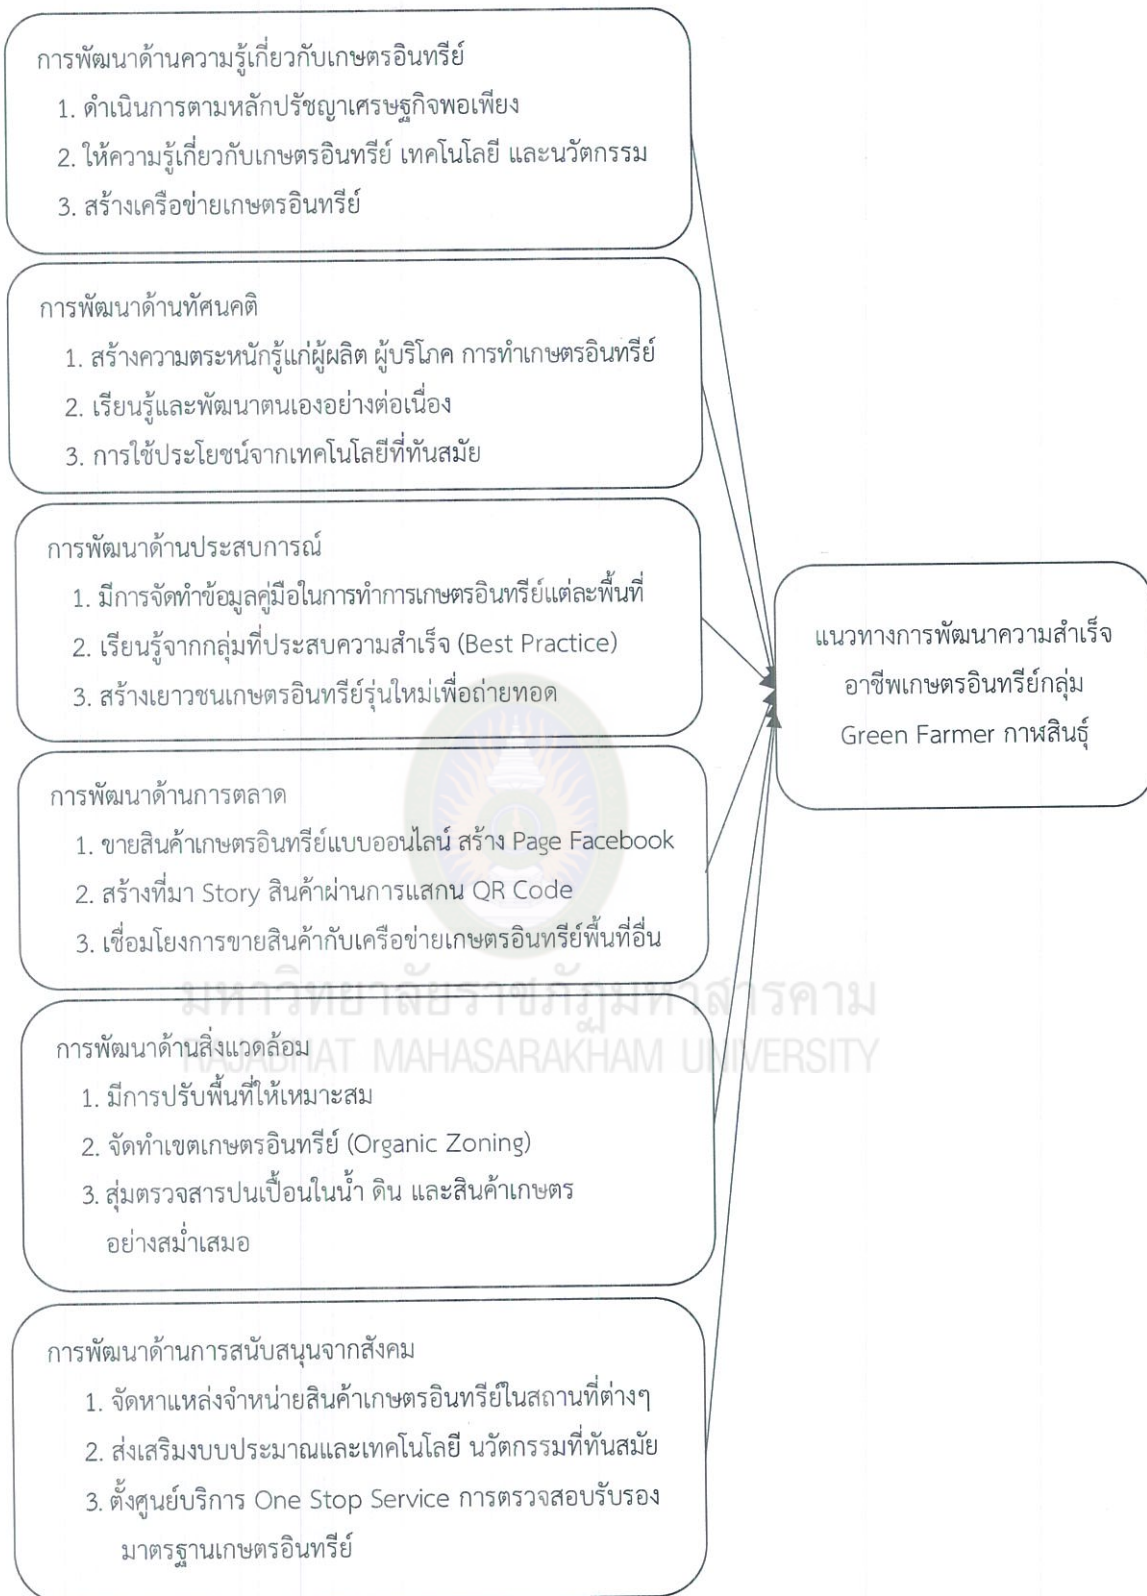 การพัฒนาด้านความรู้เกี่ยวกับเกษตรอินทรีย์
1. ดำเนินการตามหลักปรัชญาเศรษฐกิจพอเพียง
2. ให้ความรู้เกี่ยวกับเกษตรอินทรีย์ เทคโนโลยี และนวัตกรรม
3. สร้างเครือข่ายเกษตรอินทรีย์
การพัฒนาด้านทัศนคติ
1. สร้างความตระหนักรู้แก่ผู้ผลิต ผู้บริโภค การทำเกษตรอินทรีย์
2. เรียนรู้และพัฒนาตนเองอย่างต่อเนื่อง
3. การใช้ประโยชน์จากเทคโนโลยีที่ทันสมัย
การพัฒนาด้านประสบการณ์
1. มีการจัดทำข้อมูลคู่มือในการทำการเกษตรอินทรีย์แต่ละพื้นที่
2. เรียนรู้จากกลุ่มที่ประสบความสำเร็จ (Best Practice)
3. สร้างเยาวชนเกษตรอินทรีย์รุ่นใหม่เพื่อถ่ายทอด
การพัฒนาด้านการตลาด
1. ขายสินค้าเกษตรอินทรีย์แบบออนไลน์ สร้าง Page Facebook
2. สร้างที่มา Story สินค้าผ่านการแสกน QR Code
3. เชื่อมโยงการขายสินค้ากับเครือข่ายเกษตรอินทรีย์พื้นที่อื่น
มหาวิทยาลัยราชภัฏมหาสารคาม
RAJABHAT MAHASARAKHAM UNIVERSITY
การพัฒนาด้านสิ่งแวดล้อม
1. มีการปรับพื้นที่ให้เหมาะสม
2. จัดทำเขตเกษตรอินทรีย์ (Organic Zoning)
3. สุ่มตรวจสารปนเปื้อนในน้ำ ดิน และสินค้าเกษตร
อย่างสม่ำเสมอ
การพัฒนาด้านการสนับสนุนจากสังคม
1. จัดหาแหล่งจำหน่ายสินค้าเกษตรอินทรีย์ในสถานที่ต่างๆ
2. ส่งเสริมงบบประมาณและเทคโนโลยี นวัตกรรมที่ทันสมัย
3. ตั้งศูนย์บริการ One Stop Service การตรวจสอบรับรอง
มาตรฐานเกษตรอินทรีย์
แนวทางการพัฒนาความสำเร็จ
อาชีพเกษตรอินทรีย์กลุ่ม
Green Farmer กาฬสินธุ์